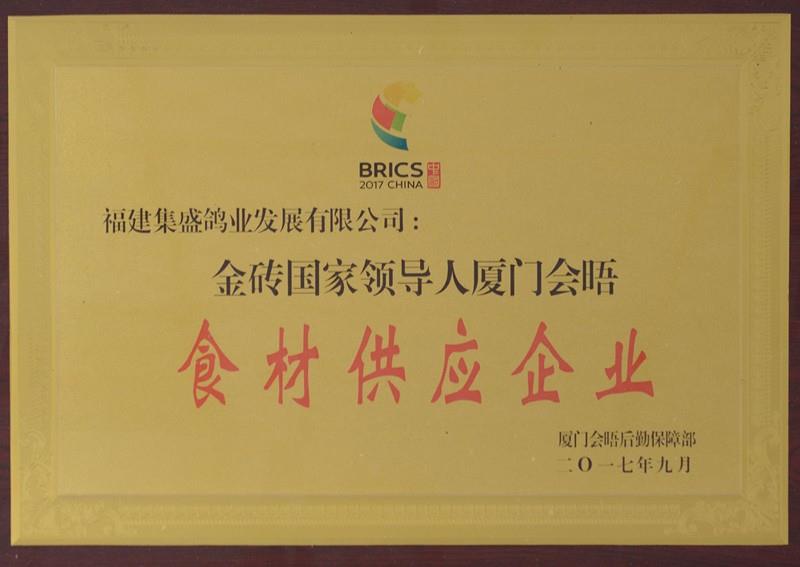 BRICS 中国
2017 CHINA
福建集盛鸽业发展有限公司：
金砖国家领导人厦门会晤
食材供应企业
厦门会晤后勤保障部
二〇一七年九月